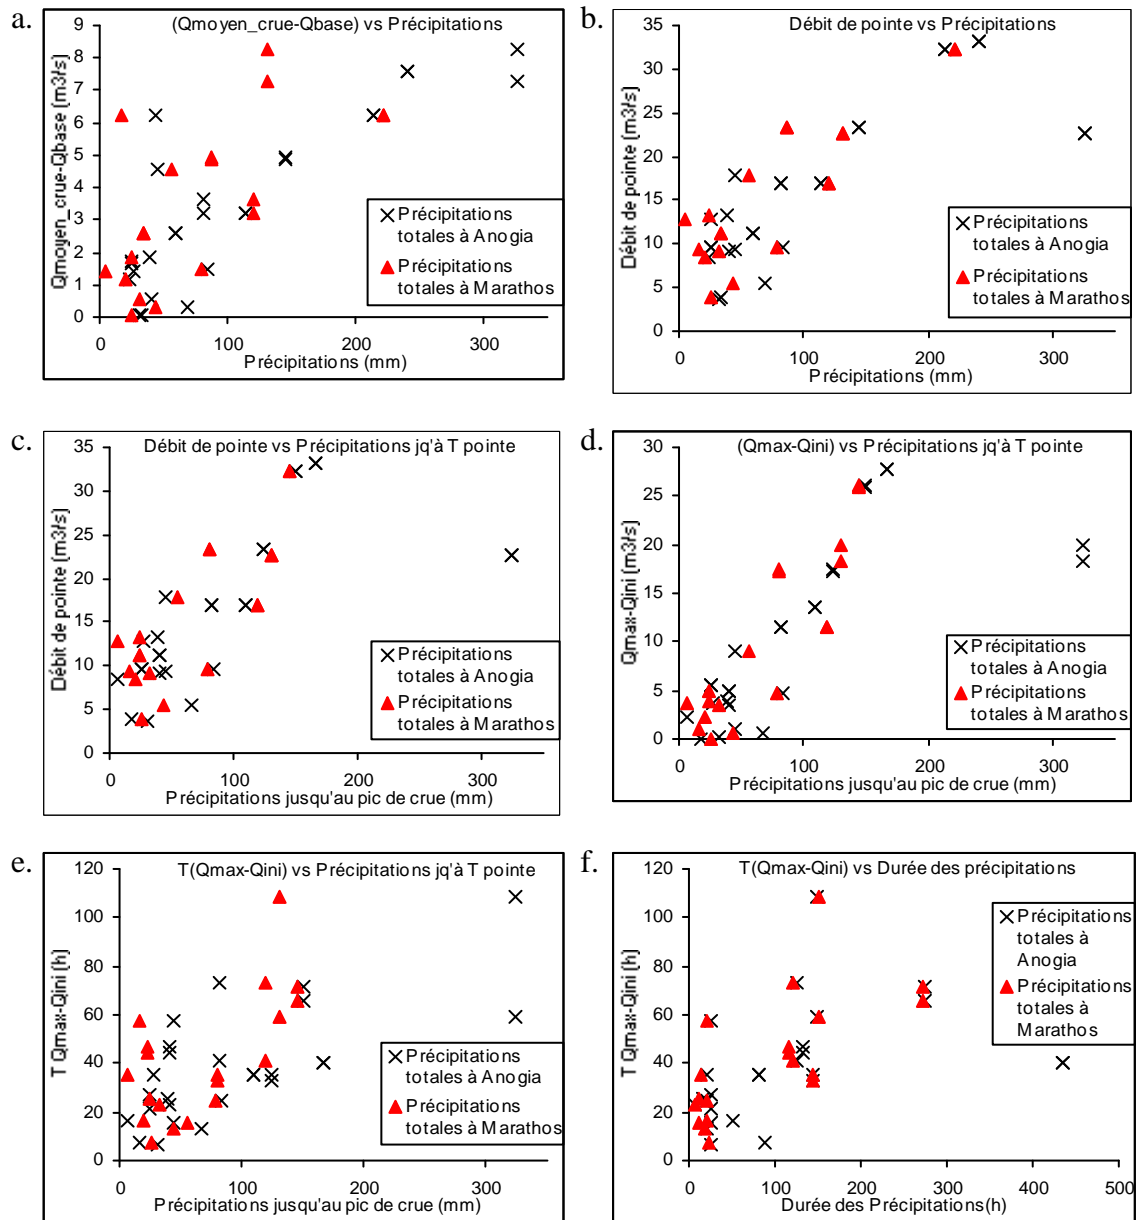 a.
(Qmoyen_crue-Qbase) vs Précipitations
Qmoyen_crue-Qbase (m3/s)
9
8
7
6
5
4
3
2
1
0
0 100 200 300
Précipitations (mm)
Précipitations
totales à Anogia
Précipitations
totales à Marathos
b.
Débit de pointe vs Précipitations
Débit de pointe (m3/s)
35
30
25
20
15
10
5
0
0 100 200 300
Précipitations (mm)
Précipitations
totales à Anogia
Précipitations
totales à Marathos
c.
Débit de pointe vs Précipitations jq'à T pointe
Débit de pointe (m3/s)
35
30
25
20
15
10
5
0
0 100 200 300
Précipitations jusqu'au pic de crue (mm)
Précipitations
totales à Anogia
Précipitations
totales à Marathos
d.
(Qmax-Qini) vs Précipitations jq'à T pointe
Qmax-Qini (m3/s)
30
25
20
15
10
5
0
0 100 200 300
Précipitations jusqu'au pic de crue (mm)
Précipitations
totales à Anogia
Précipitations
totales à Marathos
e.
T(Qmax-Qini) vs Précipitations jq'à T pointe
T Qmax-Qini (h)
120
100
80
60
40
20
0
0 100 200 300
Précipitations jusqu'au pic de crue (mm)
Précipitations
totales à Anogia
Précipitations
totales à Marathos
f.
T(Qmax-Qini) vs Durée des précipitations
T Qmax-Qini (h)
120
100
80
60
40
20
0
0 100 200 300 400 500
Durée des Précipitations(h)
Précipitations
totales à
Anogia
Précipitations
totales à
Marathos